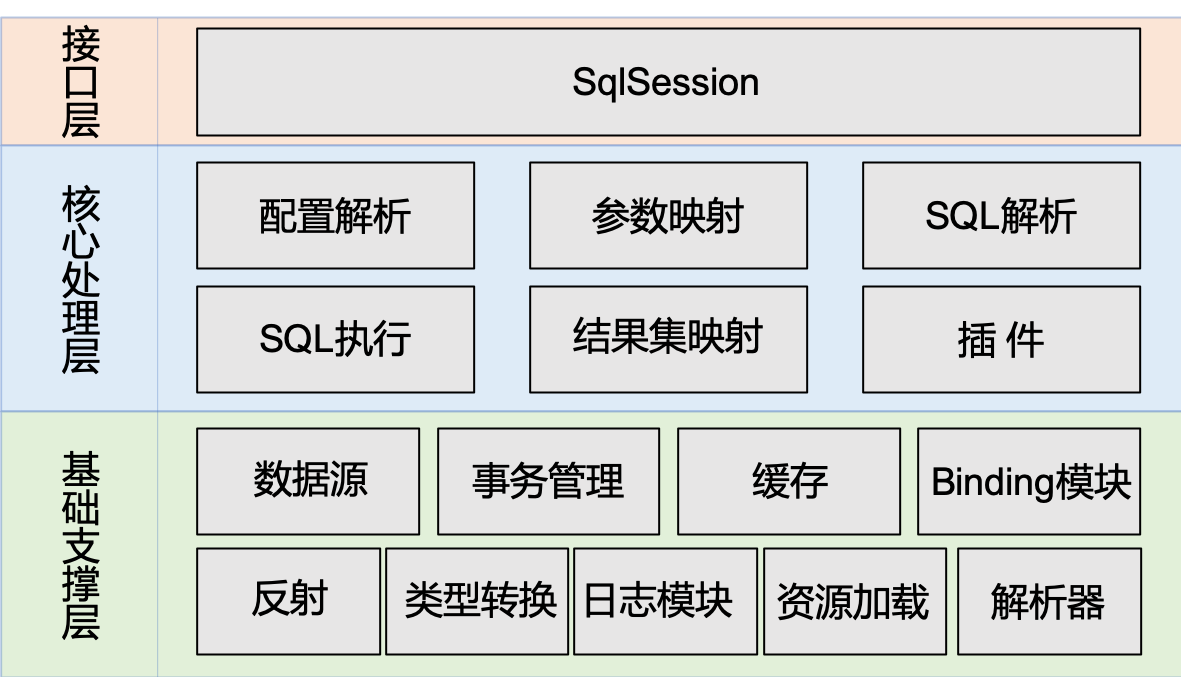 接口层
SqlSession
核心处理层
配置解析
参数映射
SQL解析
SQL执行
结果集映射
插 件
基础支撑层
数据源
事务管理
缓存
Binding模块
反射
类型转换
日志模块
资源加载
解析器